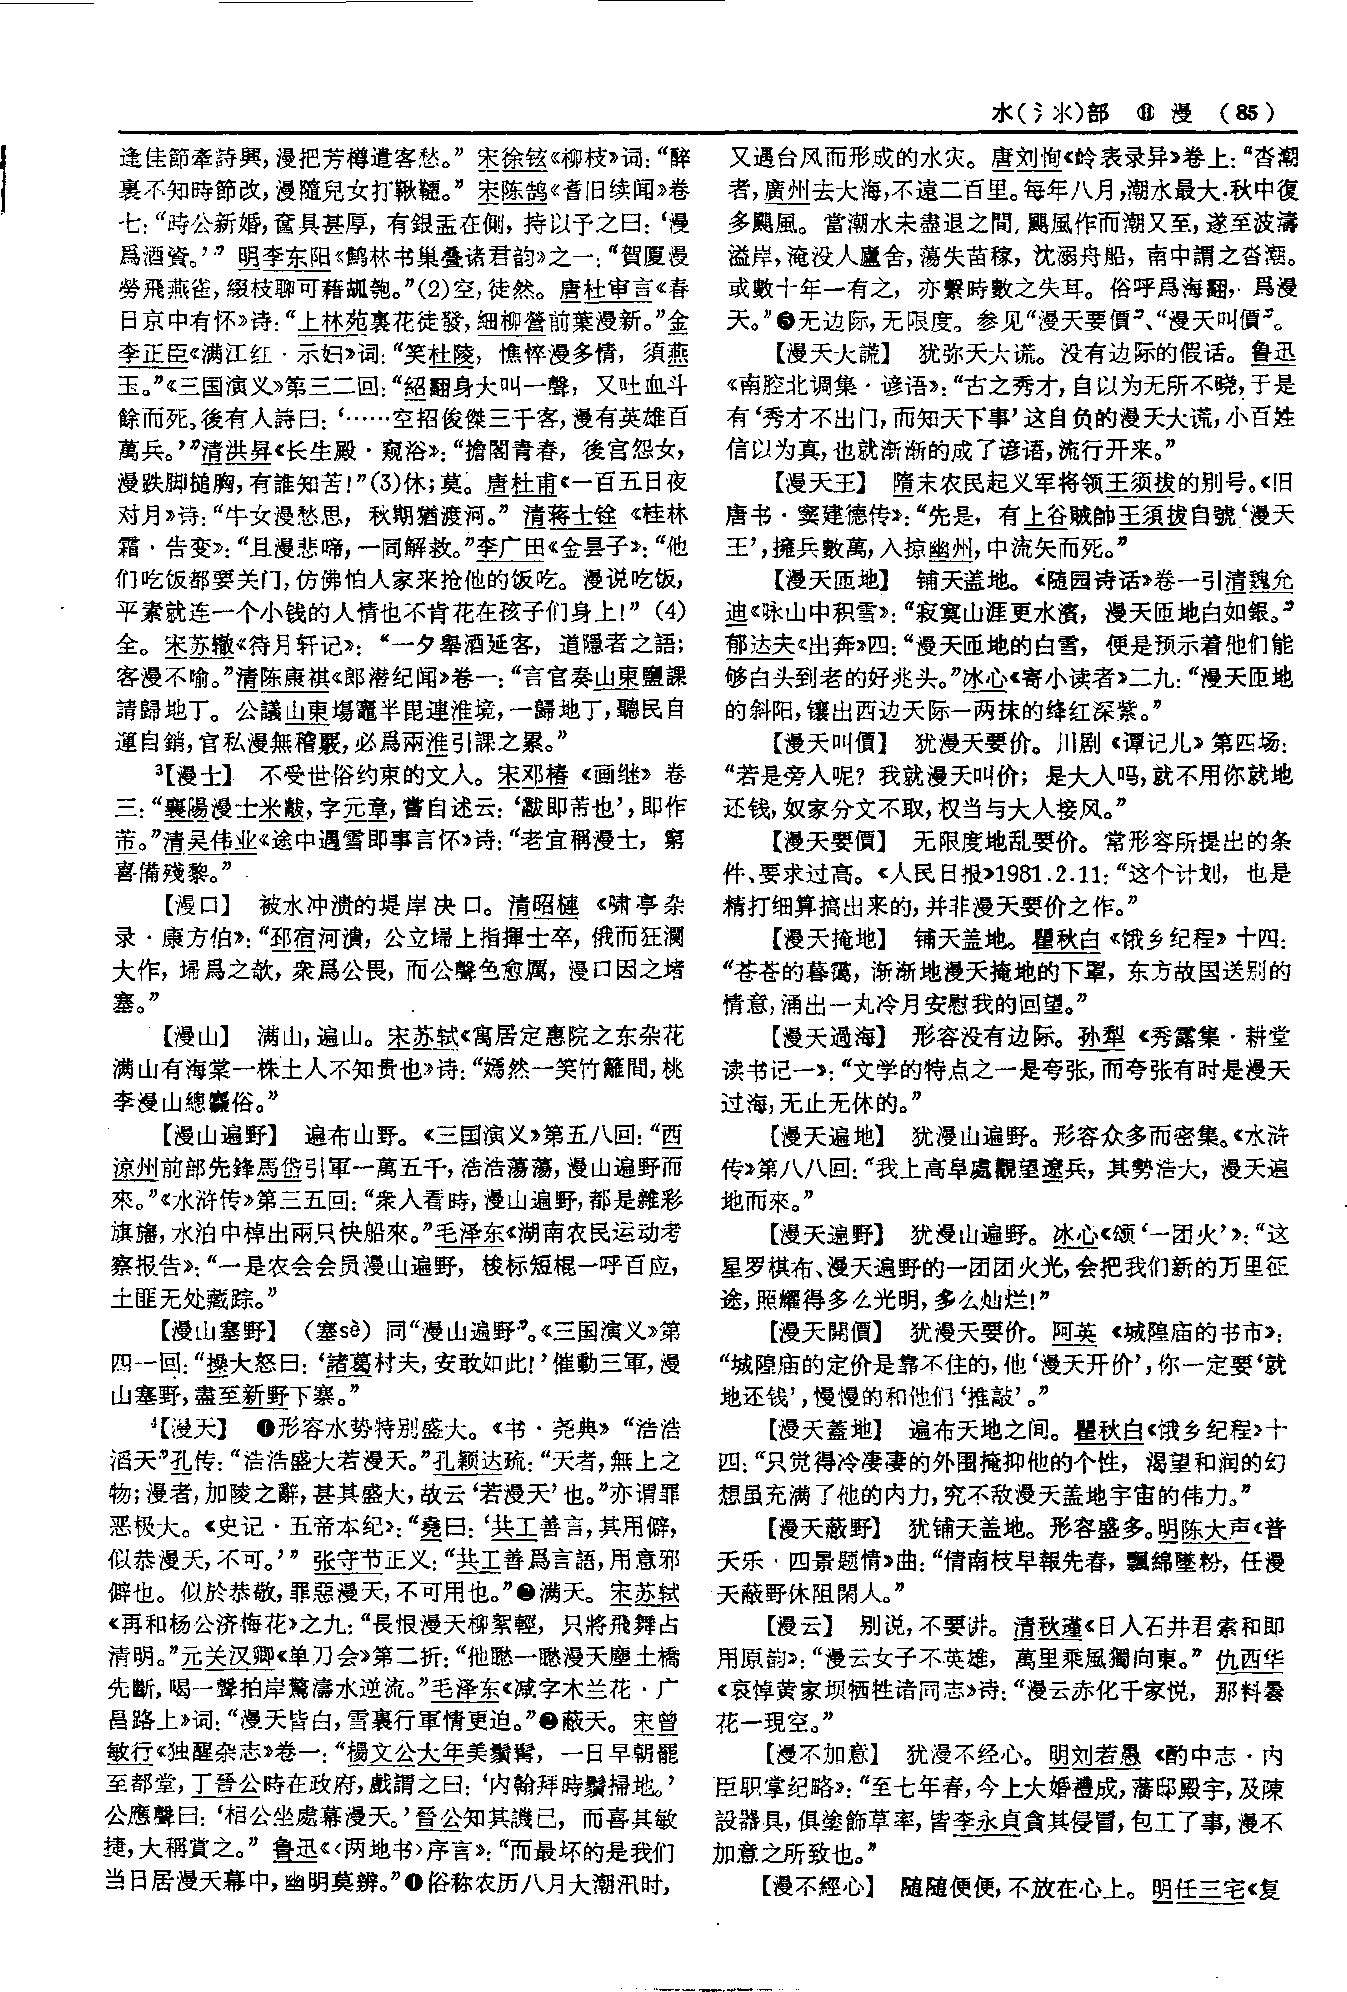 水(氵氺)部 ⑪ 漫 (85)
逢佳節牽詩興,漫把芳樽遣客愁。” 宋徐铉《柳枝》词:“醉
裏不知時節改,漫隨兒女打鞦韆。” 宋陈鹄《耆旧续闻》卷
七:“時公新婚,奩具甚厚,有銀盂在側,持以予之曰:‘漫
爲酒資。’” 明李东阳《鹤林书巢叠诸君韵》之一:“賀厦漫
勞飛燕雀,綴枝聊可藉瓠匏。”(2)空,徒然。唐杜审言《春
日京中有怀》诗:“上林苑裏花徒發,細柳營前葉漫新。”金
李正臣《满江红·示妇》词:“笑杜陵,憔悴漫多情,須燕
玉。”《三国演义》第三二回:“紹翻身大叫一聲,又吐血斗
餘而死。後有人詩曰:‘……空招俊傑三千客,漫有英雄百
萬兵。’”清洪昇《长生殿·窥浴》:“擔閣青春,後宫怨女,
漫跌脚搥胸,有誰知苦!”(3)休;莫。唐杜甫《一百五日夜
对月》诗:“牛女漫愁思,秋期猶渡河。” 清蒋士铨《桂林
霜·告变》:“且漫悲啼,一同解救。”李广田《金昙子》:“他
们吃饭都要关门,仿佛怕人家来抢他的饭吃。漫说吃饭,
平素就连一个小钱的人情也不肯花在孩子们身上!”(4)
全。宋苏辙《待月轩记》:“一夕舉酒延客,道隱者之語;
客漫不喻。”清陈康祺《郎潜纪闻》卷一:“言官奏山東鹽課
請歸地丁。公議山東場竈半毘連淮境,一歸地丁,聽民自
運自銷,官私漫無稽覈,必爲兩淮引課之累。”
³【漫士】 不受世俗约束的文人。宋邓椿《画继》卷
三:“襄陽漫士米黻,字元章,嘗自述云:‘黻即芾也’,即作
芾。”清吴伟业《途中遇雪即事言怀》诗:“老宜稱漫士,窮
喜備殘黎。”
【漫口】 被水冲溃的堤岸决口。清昭梿《啸亭杂
录·康方伯》:“邳宿河潰,公立埽上指揮士卒,俄而狂瀾
大作,埽爲之欹,衆爲公畏,而公聲色愈厲,漫口因之堵
塞。”
【漫山】 满山,遍山。宋苏轼《寓居定惠院之东杂花
满山有海棠一株土人不知贵也》诗:“嫣然一笑竹籬間,桃
李漫山總麤俗。”
【漫山遍野】 遍布山野。《三国演义》第五八回:“西
涼州前部先鋒馬岱引軍一萬五千,浩浩蕩蕩,漫山遍野而
來。”《水浒传》第三五回:“衆人看時,漫山遍野,都是雜彩
旗旛,水泊中棹出兩只快船來。”毛泽东《湖南农民运动考
察报告》:“一是农会会员漫山遍野,梭标短棍一呼百应,
土匪无处藏踪。”
【漫山塞野】 (塞sè)同“漫山遍野”。《三国演义》第
四一回:“操大怒曰:‘諸葛村夫,安敢如此!’催動三軍,漫
山塞野,盡至新野下寨。”
⁴【漫天】 ❶形容水势特别盛大。《书·尧典》“浩浩
滔天”孔传:“浩浩盛大若漫天。”孔颖达疏:“天者,無上之
物;漫者,加陵之辭,甚其盛大,故云‘若漫天’也。”亦谓罪
恶极大。《史记·五帝本纪》:“堯曰:‘共工善言,其用僻,
似恭漫天,不可。’” 张守节正义:“共工善爲言語,用意邪
僻也。似於恭敬,罪惡漫天,不可用也。”❷满天。宋苏轼
《再和杨公济梅花》之九:“長恨漫天柳絮輕,只將飛舞占
清明。”元关汉卿《单刀会》第二折:“他瞅一瞅漫天塵土橋
先斷,喝一聲拍岸驚濤水逆流。”毛泽东《减字木兰花·广
昌路上》词:“漫天皆白,雪裏行軍情更迫。”❸蔽天。宋曾
敏行《独醒杂志》卷一:“楊文公大年美鬚髯,一日早朝罷
至都堂,丁晉公時在政府,戲謂之曰:‘内翰拜時鬚掃地。’
公應聲曰:‘相公坐處幕漫天。’晉公知其譏己,而喜其敏
捷,大稱賞之。” 鲁迅《〈两地书〉序言》:“而最坏的是我们
当日居漫天幕中,幽明莫辨。”❹俗称农历八月大潮汛时,
又遇台风而形成的水灾。唐刘恂《岭表录异》卷上:“沓潮
者,廣州去大海,不遠二百里。每年八月,潮水最大,秋中復
多颶風。當潮水未盡退之間,颶風作而潮又至,遂至波濤
溢岸,淹没人廬舍,蕩失苗稼,沈溺舟船,南中謂之沓潮。
或數十年一有之,亦繫時數之失耳。俗呼爲海翻,爲漫
天。”❺无边际,无限度。参见“漫天要價”、“漫天叫價”。
【漫天大謊】 犹弥天大谎。没有边际的假话。鲁迅
《南腔北调集·谚语》:“古之秀才,自以为无所不晓,于是
有‘秀才不出门,而知天下事’这自负的漫天大谎,小百姓
信以为真,也就渐渐的成了谚语,流行开来。”
【漫天王】 隋末农民起义军将领王须拔的别号。《旧
唐书·窦建德传》:“先是,有上谷賊帥王須拔自號‘漫天
王’,擁兵數萬,入掠幽州,中流矢而死。”
【漫天匝地】 铺天盖地。《随园诗话》卷一引清魏允
迪《咏山中积雪》:“寂寞山涯更水濱,漫天匝地白如銀。”
郁达夫《出奔》四:“漫天匝地的白雪,便是预示着他们能
够白头到老的好兆头。”冰心《寄小读者》二九:“漫天匝地
的斜阳,镶出西边天际一两抹的绛红深紫。”
【漫天叫價】 犹漫天要价。川剧《谭记儿》第四场:
“若是旁人呢?我就漫天叫价;是大人吗,就不用你就地
还钱,奴家分文不取,权当与大人接风。”
【漫天要價】 无限度地乱要价。常形容所提出的条
件、要求过高。《人民日报》1981.2.11:“这个计划,也是
精打细算搞出来的,并非漫天要价之作。”
【漫天掩地】 铺天盖地。瞿秋白《饿乡纪程》十四:
“苍苍的暮霭,渐渐地漫天掩地的下罩,东方故国送别的
情意,涌出一丸冷月安慰我的回望。”
【漫天過海】 形容没有边际。孙犁《秀露集·耕堂
读书记一》:“文学的特点之一是夸张,而夸张有时是漫天
过海,无止无休的。”
【漫天遍地】 犹漫山遍野。形容众多而密集。《水浒
传》第八八回:“我上高阜處觀望遼兵,其勢浩大,漫天遍
地而來。”
【漫天遍野】 犹漫山遍野。冰心《颂‘一团火’》:“这
星罗棋布、漫天遍野的一团团火光,会把我们新的万里征
途,照耀得多么光明,多么灿烂!”
【漫天開價】 犹漫天要价。阿英《城隍庙的书市》:
“城隍庙的定价是靠不住的,他‘漫天开价’,你一定要‘就
地还钱’,慢慢的和他们‘推敲’。”
【漫天蓋地】 遍布天地之间。瞿秋白《饿乡纪程》十
四:“只觉得冷凄凄的外围掩抑他的个性,渴望和润的幻
想虽充满了他的内力,究不敌漫天盖地宇宙的伟力。”
【漫天蔽野】 犹铺天盖地。形容盛多。明陈大声《普
天乐·四景题情》曲:“倩南枝早報先春,飄綿墜粉,任漫
天蔽野休阻閑人。”
【漫云】 别说,不要讲。清秋瑾《日人石井君索和即
用原韵》:“漫云女子不英雄,萬里乘風獨向東。” 仇西华
《哀悼黄家坝牺牲诸同志》诗:“漫云赤化千家悦,那料曇
花一現空。”
【漫不加意】 犹漫不经心。明刘若愚《酌中志·内
臣职掌纪略》:“至七年春,今上大婚禮成,藩邸殿宇,及陳
設器具,俱塗飾草率,皆李永貞貪其侵冒,包工了事,漫不
加意之所致也。”
【漫不經心】 随随便便,不放在心上。明任三宅《复